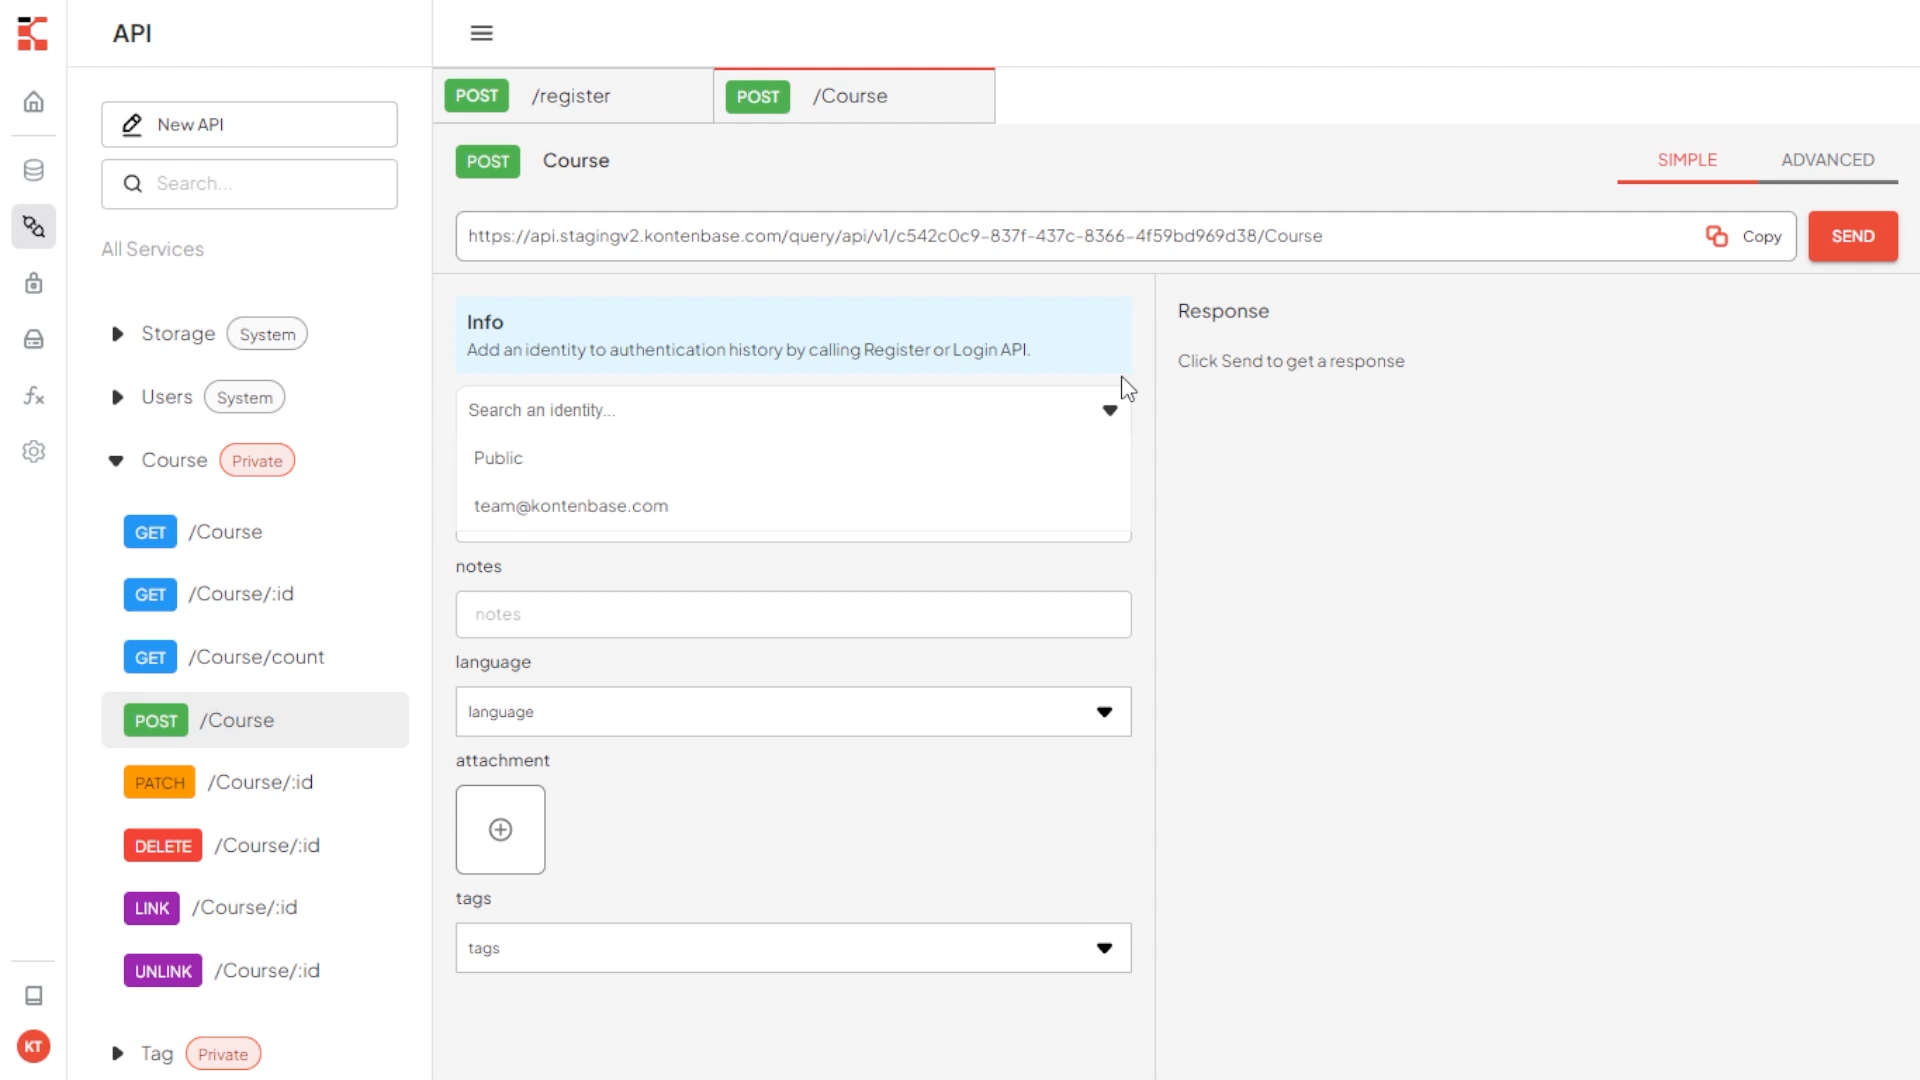 API
New API
Search...
All Services
Storage System
Users System
Course Private
GET /Course
GET /Course/:id
GET /Course/count
POST /Course
PATCH /Course/:id
DELETE /Course/:id
LINK /Course/:id
UNLINK /Course/:id
Tag Private
KT
POST /register
POST /Course
POST Course
SIMPLE ADVANCED
https://api.stagingv2.kontenbase.com/query/api/v1/c542c0c9-837f-437c-8366-4f59bd969d38/Course
Copy
SEND
Info
Add an identity to authentication history by calling Register or Login API.
Search an identity...
Public
team@kontenbase.com
notes
notes
language
language
attachment
tags
tags
Response
Click Send to get a response